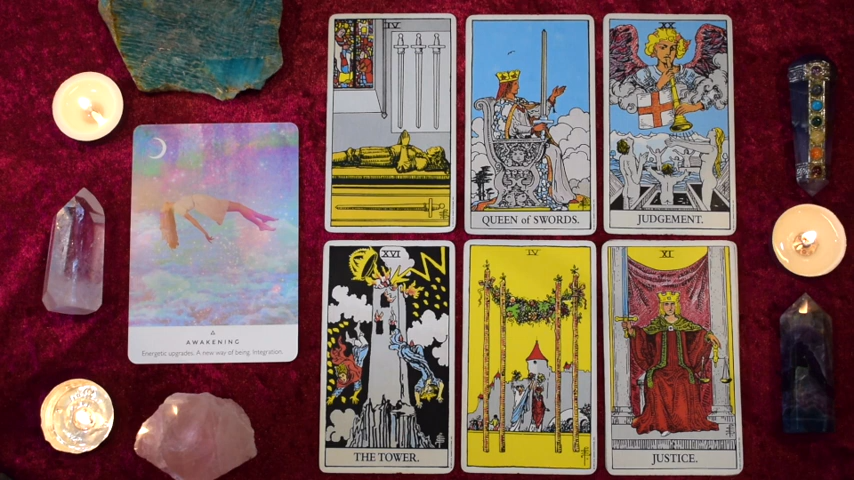 AWAKENING
Energetic upgrades. A new way of being. Integration.
IV
QUEEN of SWORDS.
XX
JUDGEMENT.
XVI
THE TOWER.
IV
XI
JUSTICE.